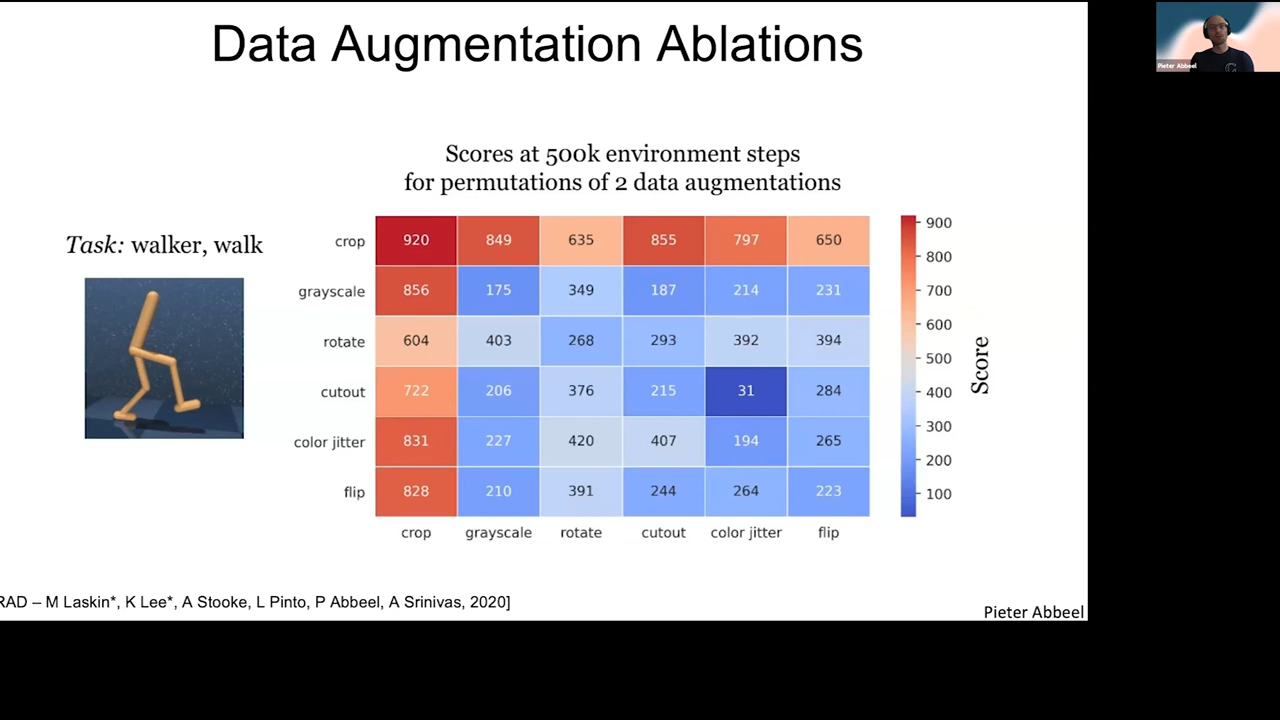 Data Augmentation Ablations
Pieter Abbeel
Scores at 500k environment steps
for permutations of 2 data augmentations
Task: walker, walk
crop 920 849 635 855 797 650
grayscale 856 175 349 187 214 231
rotate 604 403 268 293 392 394
cutout 722 206 376 215 31 284
color jitter 831 227 420 407 194 265
flip 828 210 391 244 264 223
crop grayscale rotate cutout color jitter flip
900
800
700
600
500
400
300
200
100
Score
RAD – M Laskin*, K Lee*, A Stooke, L Pinto, P Abbeel, A Srinivas, 2020]
Pieter Abbeel